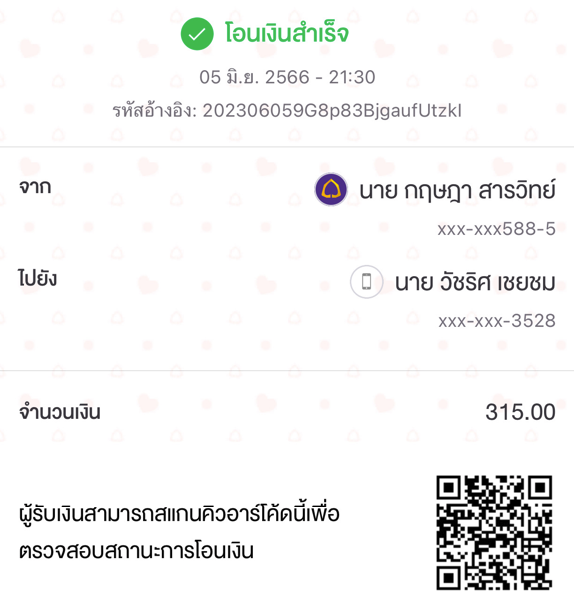 โอนเงินสำเร็จ
05 มิ.ย. 2566 - 21:30
รหัสอ้างอิง: 202306059G8p83BjgaufUtzkI
จาก
นาย กฤษฎา สารวิทย์
xxx-xxx588-5
ไปยัง
นาย วัชริศ เชยชม
xxx-xxx-3528
จำนวนเงิน
315.00
ผู้รับเงินสามารถสแกนคิวอาร์โค้ดนี้เพื่อ
ตรวจสอบสถานะการโอนเงิน